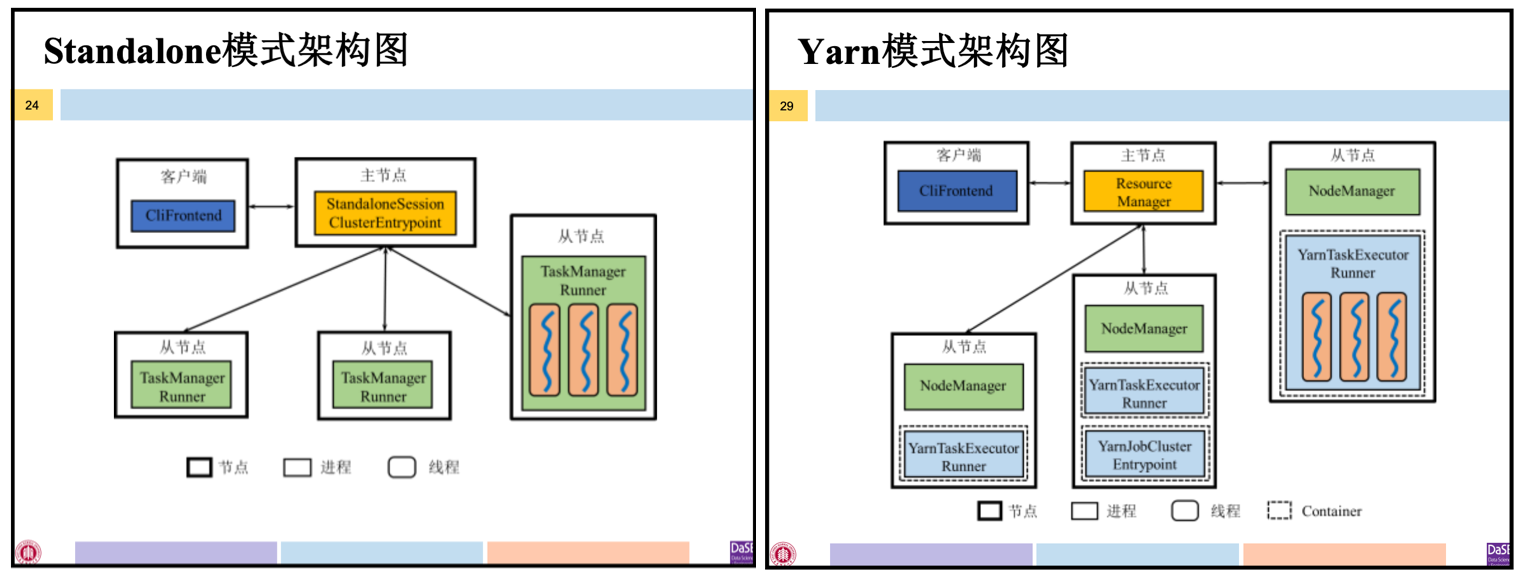 Standalone模式架构图
24
客户端
CliFrontend
主节点
StandaloneSession
ClusterEntrypoint
从节点
TaskManager
Runner
从节点
TaskManager
Runner
从节点
TaskManager
Runner
节点
进程
线程
Yarn模式架构图
29
客户端
CliFrontend
主节点
Resource
Manager
从节点
NodeManager
YarnTaskExecutor
Runner
从节点
NodeManager
YarnTaskExecutor
Runner
YarnJobCluster
Entrypoint
从节点
NodeManager
YarnTaskExecutor
Runner
节点
进程
线程
Container